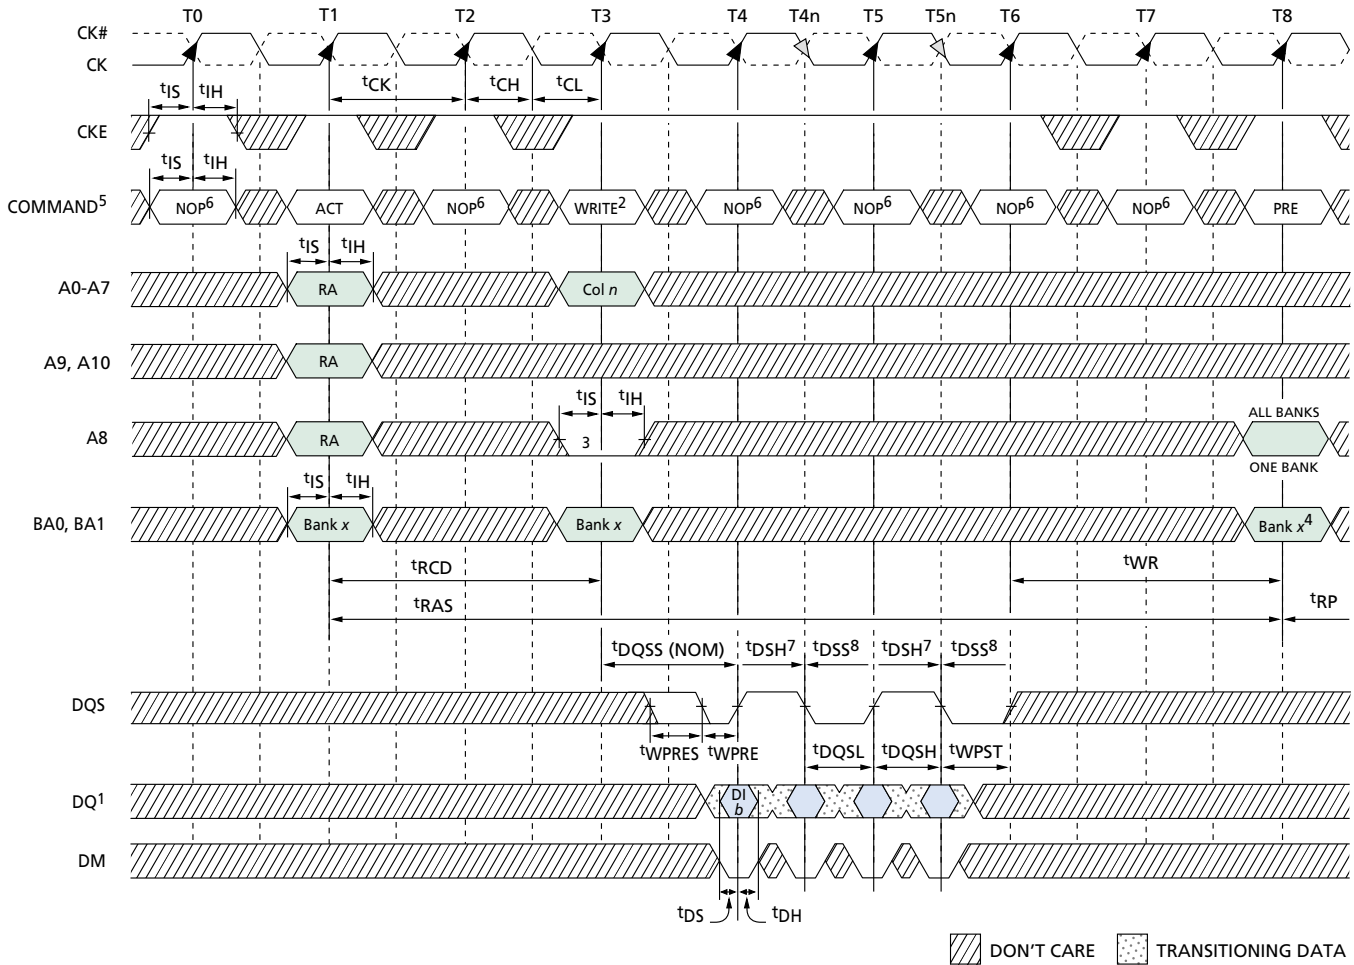 T0 T1 T2 T3 T4 T4n T5 T5n T6 T7 T8
CK#
CK
tCK tCH tCL
tIS tIH
CKE
tIS tIH
COMMAND5 NOP6 ACT NOP6 WRITE2 NOP6 NOP6 NOP6 NOP6 PRE
tIS tIH
A0-A7 RA Col n
A9, A10 RA
tIS tIH
A8 RA 3 ALL BANKS
ONE BANK
tIS tIH
BA0, BA1 Bank x Bank x Bank x4
tRCD tWR
tRAS tRP
tDQSS (NOM) tDSH7 tDSS8 tDSH7 tDSS8
DQS
tWPRES tWPRE tDQSL tDQSH tWPST
DQ1 DI
b
DM
tDS tDH
DON'T CARE TRANSITIONING DATA